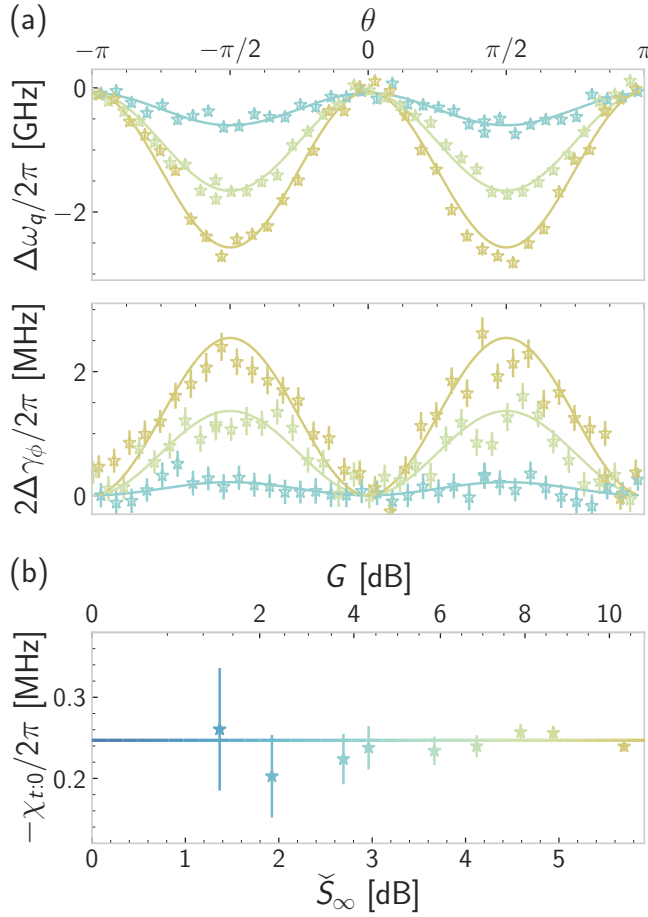 (a)
θ
−π −π/2 0 π/2 π
Δω_q/2π [GHz]
0
−2
2Δγ_ϕ/2π [MHz]
2
0
(b)
G [dB]
0 2 4 6 8 10
−χ_{t:0}/2π [MHz]
0.3
0.2
0 1 2 3 4 5
S̆_∞ [dB]